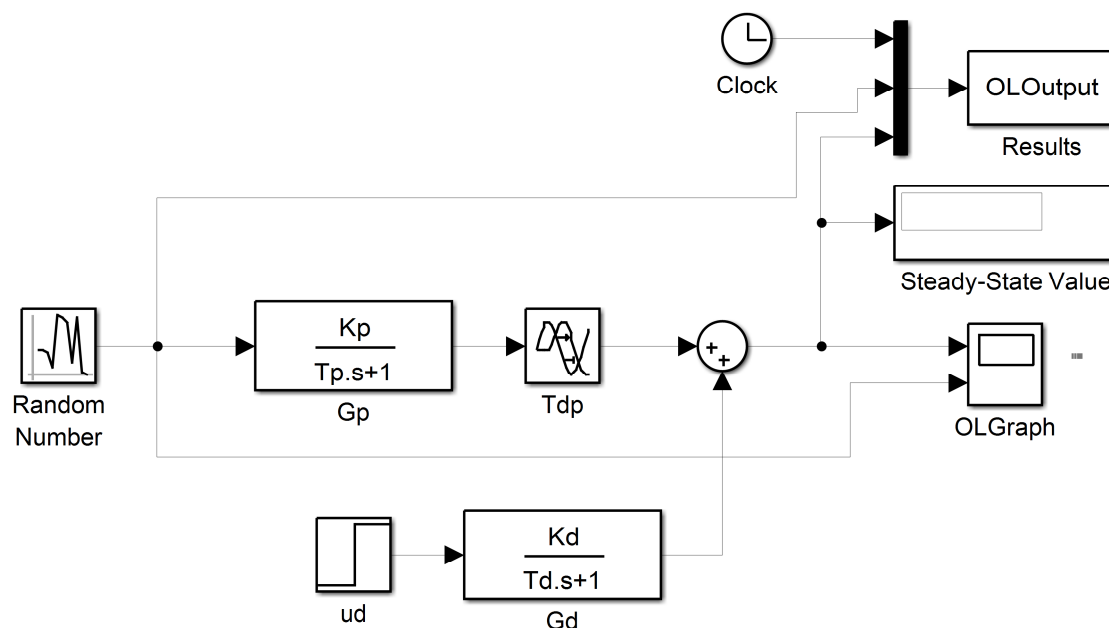 Clock
OLOutput
Results
Steady-State Value
Random
Number
Kp
Tp.s+1
Gp
Tdp
+
+
OLGraph
ud
Kd
Td.s+1
Gd